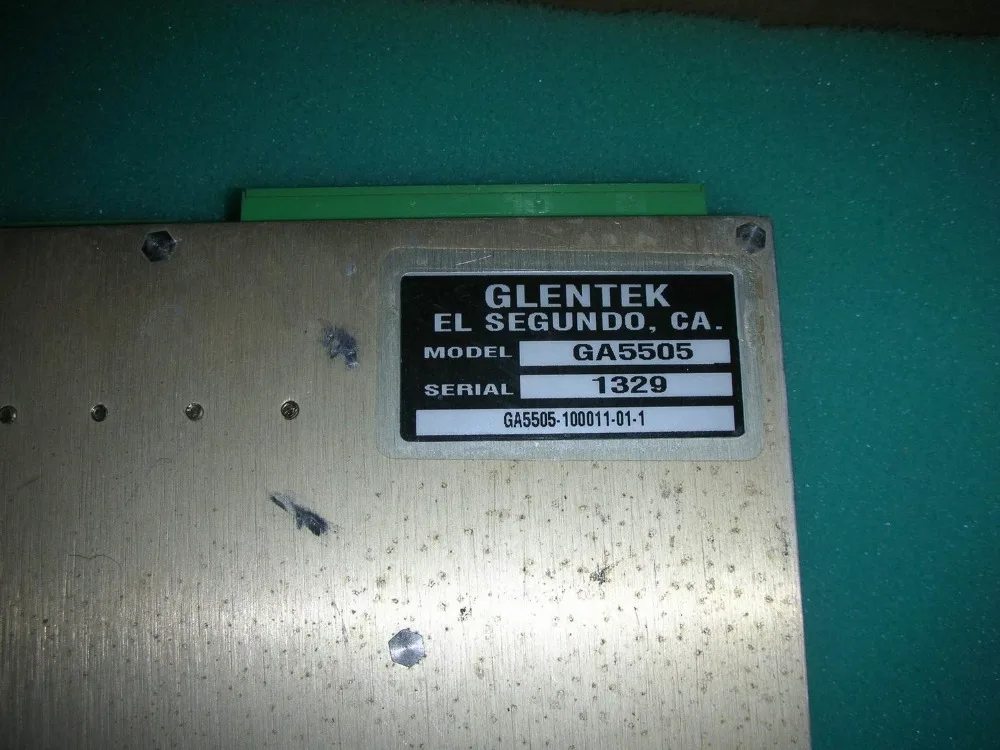 GLENTEK
EL SEGUNDO, CA.
MODEL GA5505
SERIAL 1329
GA5505-100011-01-1